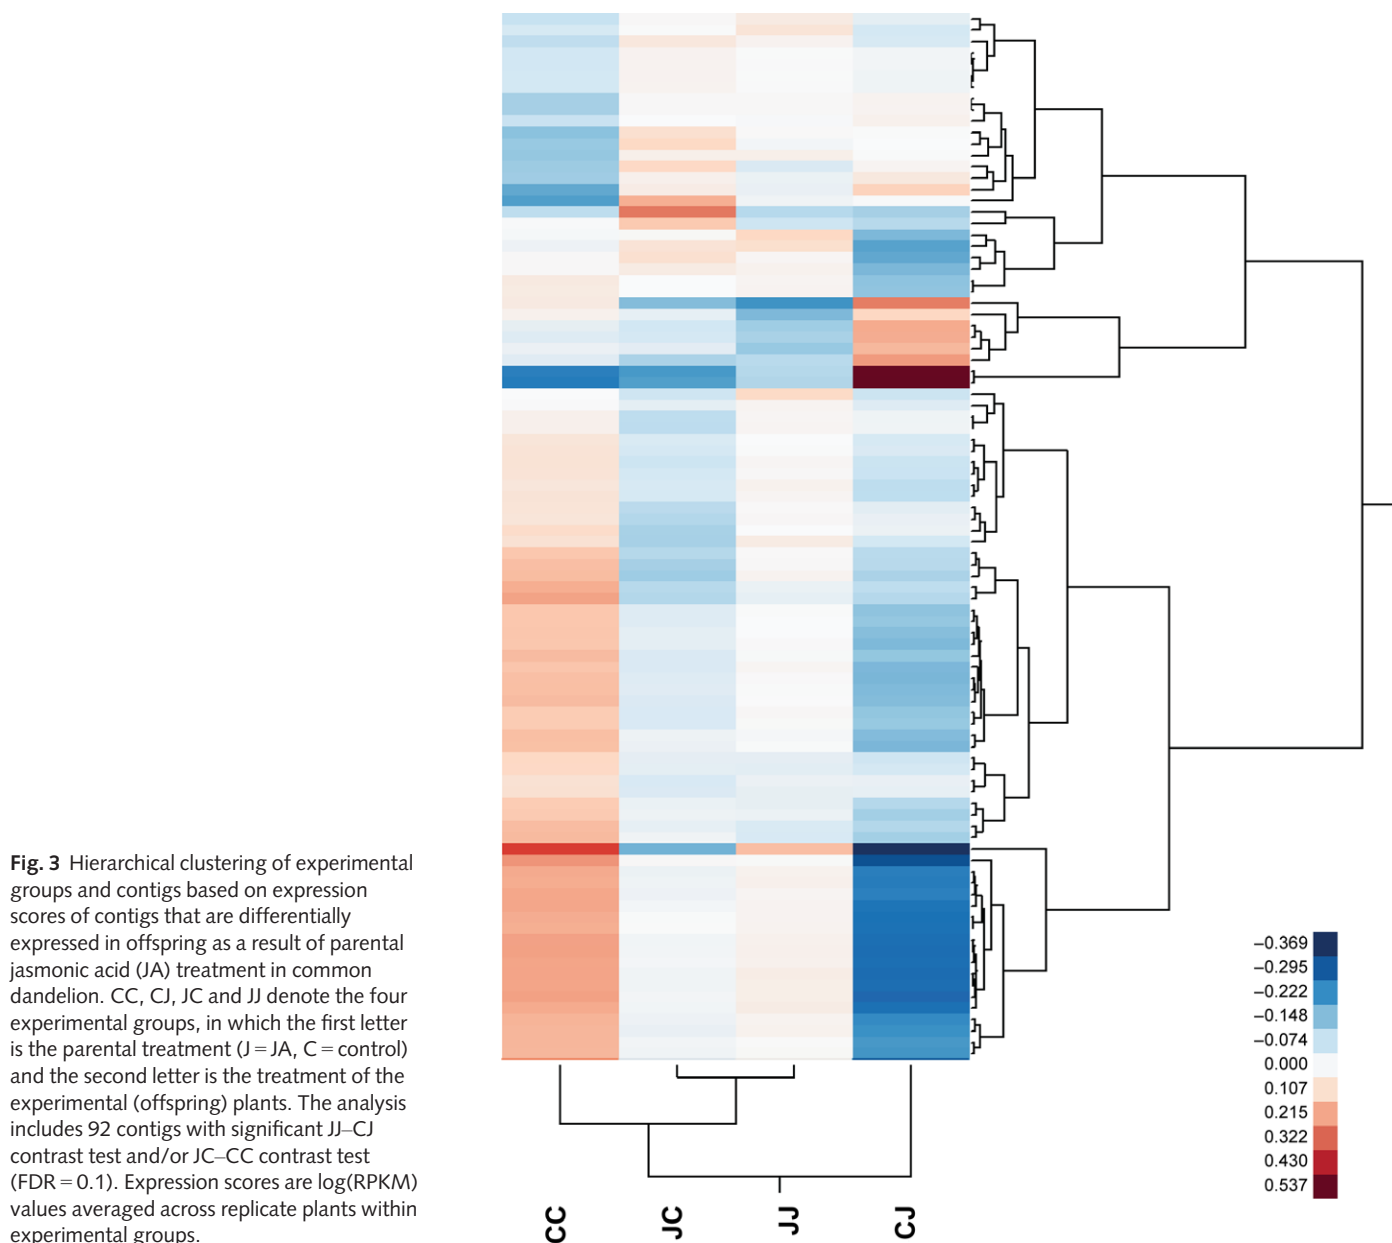 Fig. 3 Hierarchical clustering of experimental
groups and contigs based on expression
scores of contigs that are differentially
expressed in offspring as a result of parental
jasmonic acid (JA) treatment in common
dandelion. CC, CJ, JC and JJ denote the four
experimental groups, in which the first letter
is the parental treatment (J = JA, C = control)
and the second letter is the treatment of the
experimental (offspring) plants. The analysis
includes 92 contigs with significant JJ–CJ
contrast test and/or JC–CC contrast test
(FDR = 0.1). Expression scores are log(RPKM)
values averaged across replicate plants within
experimental groups.
CC JC JJ CJ
–0.369
–0.295
–0.222
–0.148
–0.074
0.000
0.107
0.215
0.322
0.430
0.537